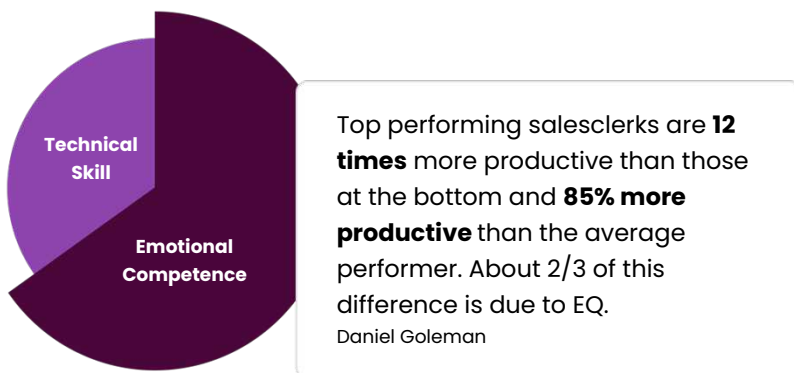 Technical
Skill
Emotional
Competence
Top performing salesclerks are 12
times more productive than those
at the bottom and 85% more
productive than the average
performer. About 2/3 of this
difference is due to EQ.
Daniel Goleman